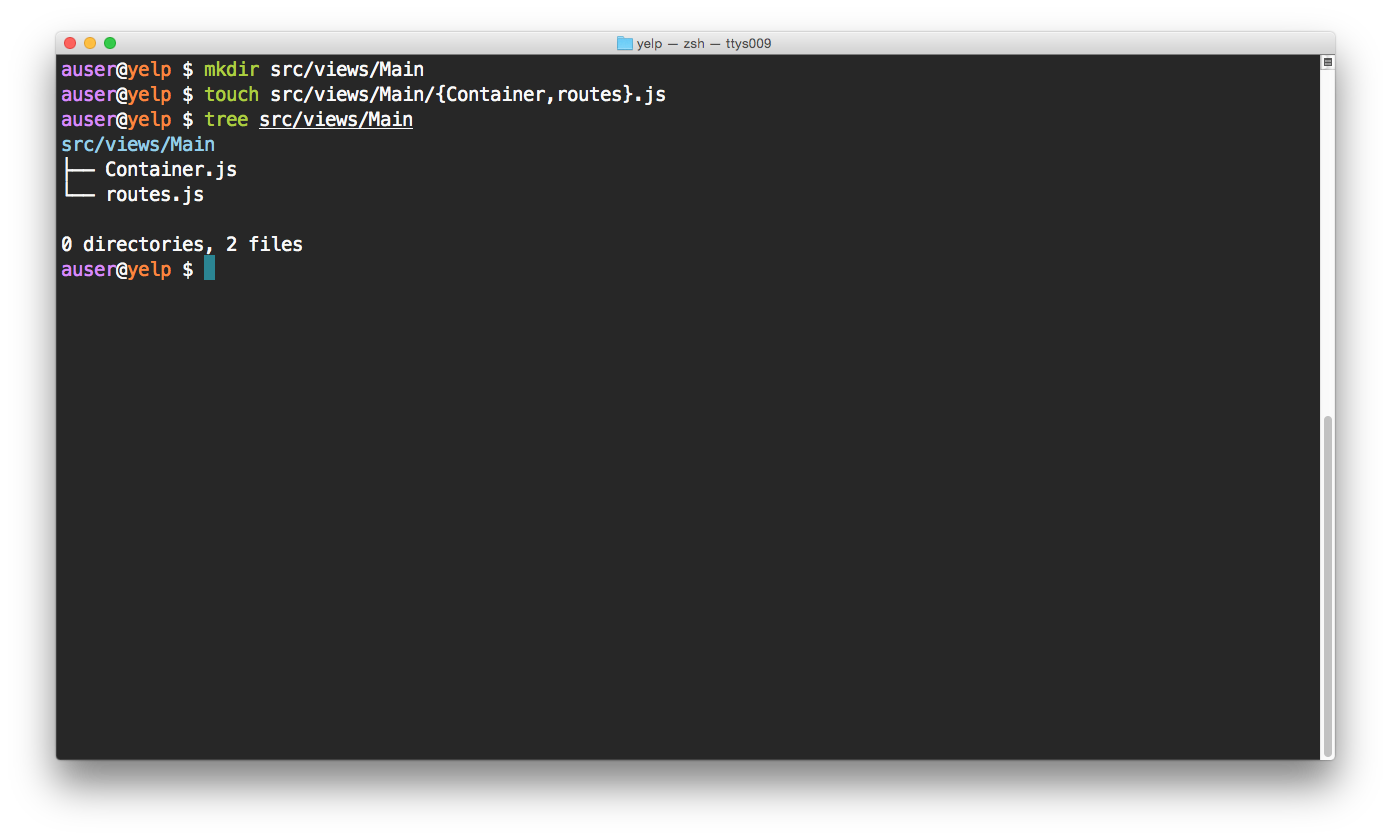 yelp — zsh — ttys009
auser@yelp $ mkdir src/views/Main
auser@yelp $ touch src/views/Main/{Container,routes}.js
auser@yelp $ tree src/views/Main
src/views/Main
├── Container.js
└── routes.js
0 directories, 2 files
auser@yelp $